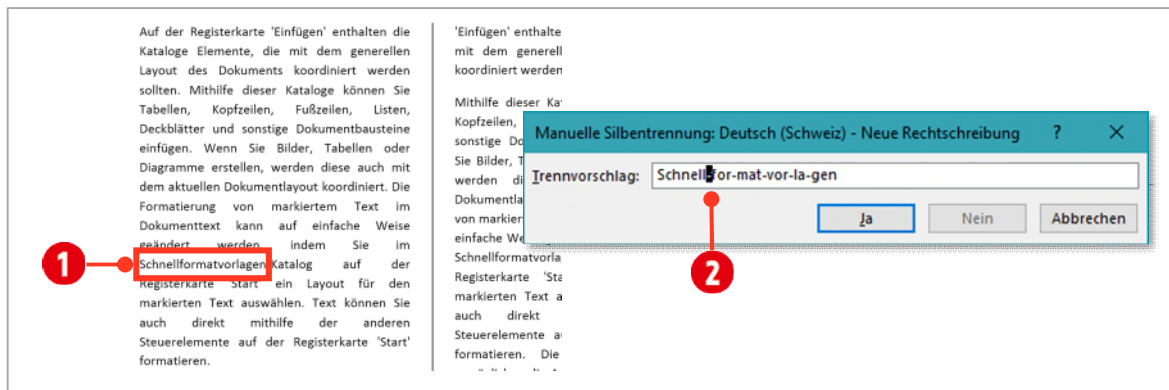 Auf der Registerkarte 'Einfügen' enthalten die
Kataloge Elemente, die mit dem generellen
Layout des Dokuments koordiniert werden
sollten. Mithilfe dieser Kataloge können Sie
Tabellen, Kopfzeilen, Fußzeilen, Listen,
Deckblätter und sonstige Dokumentbausteine
einfügen. Wenn Sie Bilder, Tabellen oder
Diagramme erstellen, werden diese auch mit
dem aktuellen Dokumentlayout koordiniert. Die
Formatierung von markiertem Text im
Dokumenttext kann auf einfache Weise
geändert werden indem Sie im
1 Schnellformatvorlagen Katalog auf der
Registerkarte Start ein Layout für den
markierten Text auswählen. Text können Sie
auch direkt mithilfe der anderen
Steuerelemente auf der Registerkarte 'Start'
formatieren.
'Einfügen' enthalte
mit dem generell
koordiniert werden
Mithilfe dieser Ka
Kopfzeilen,
sonstige Do
Sie Bilder, T
werden di
Dokumentla
von markier
einfache We
Schnellformatvorla
Registerkarte 'Sta
markierten Text a
auch direkt
Steuerelemente a
formatieren. Die
Manuelle Silbentrennung: Deutsch (Schweiz) - Neue Rechtschreibung ? ×
Trennvorschlag: Schnell-for-mat-vor-la-gen
Ja Nein Abbrechen
2